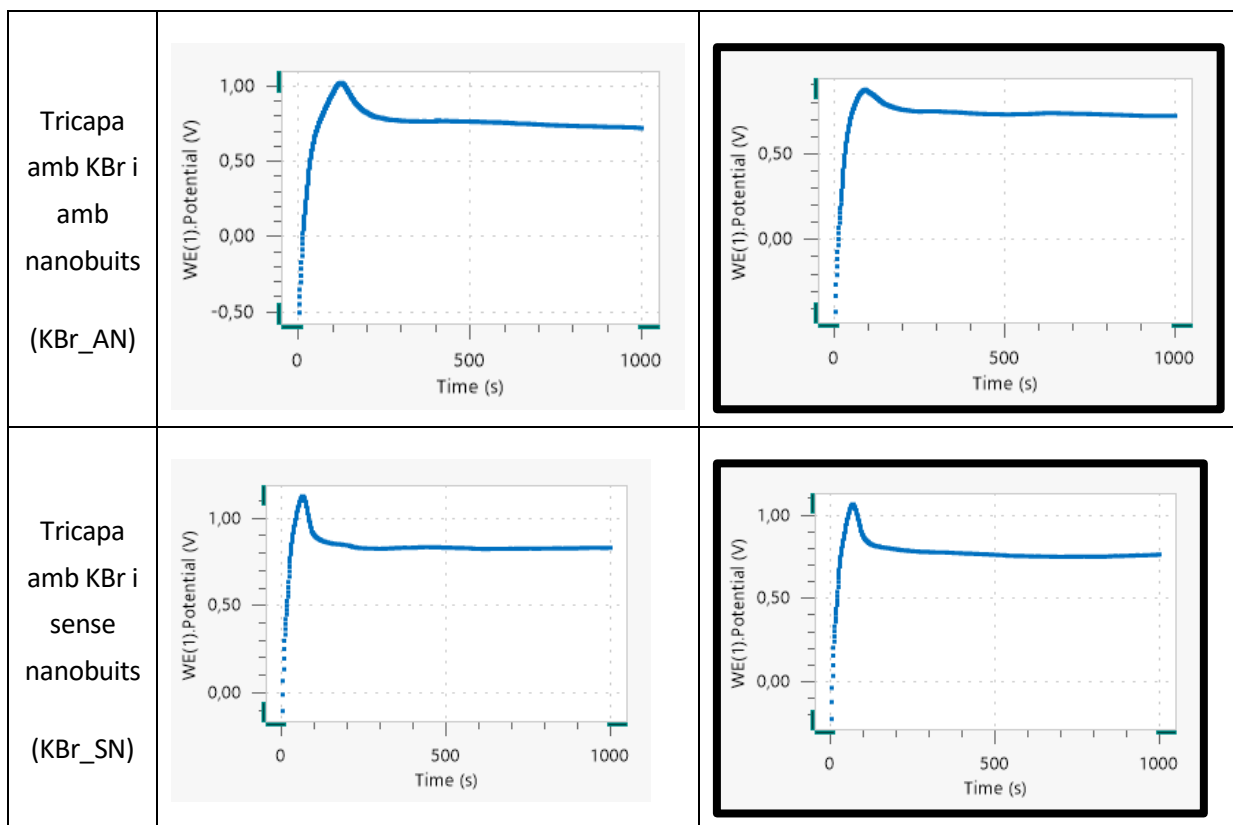 Tricapa
amb KBr i
amb
nanobuits
(KBr_AN)
WE(1).Potential (V)
1,00
0,50
0,00
-0,50
0
500
1000
Time (s)
WE(1).Potential (V)
0,50
0,00
0
500
1000
Time (s)
Tricapa
amb KBr i
sense
nanobuits
(KBr_SN)
WE(1).Potential (V)
1,00
0,50
0,00
0
500
1000
Time (s)
WE(1).Potential (V)
1,00
0,50
0,00
0
500
1000
Time (s)